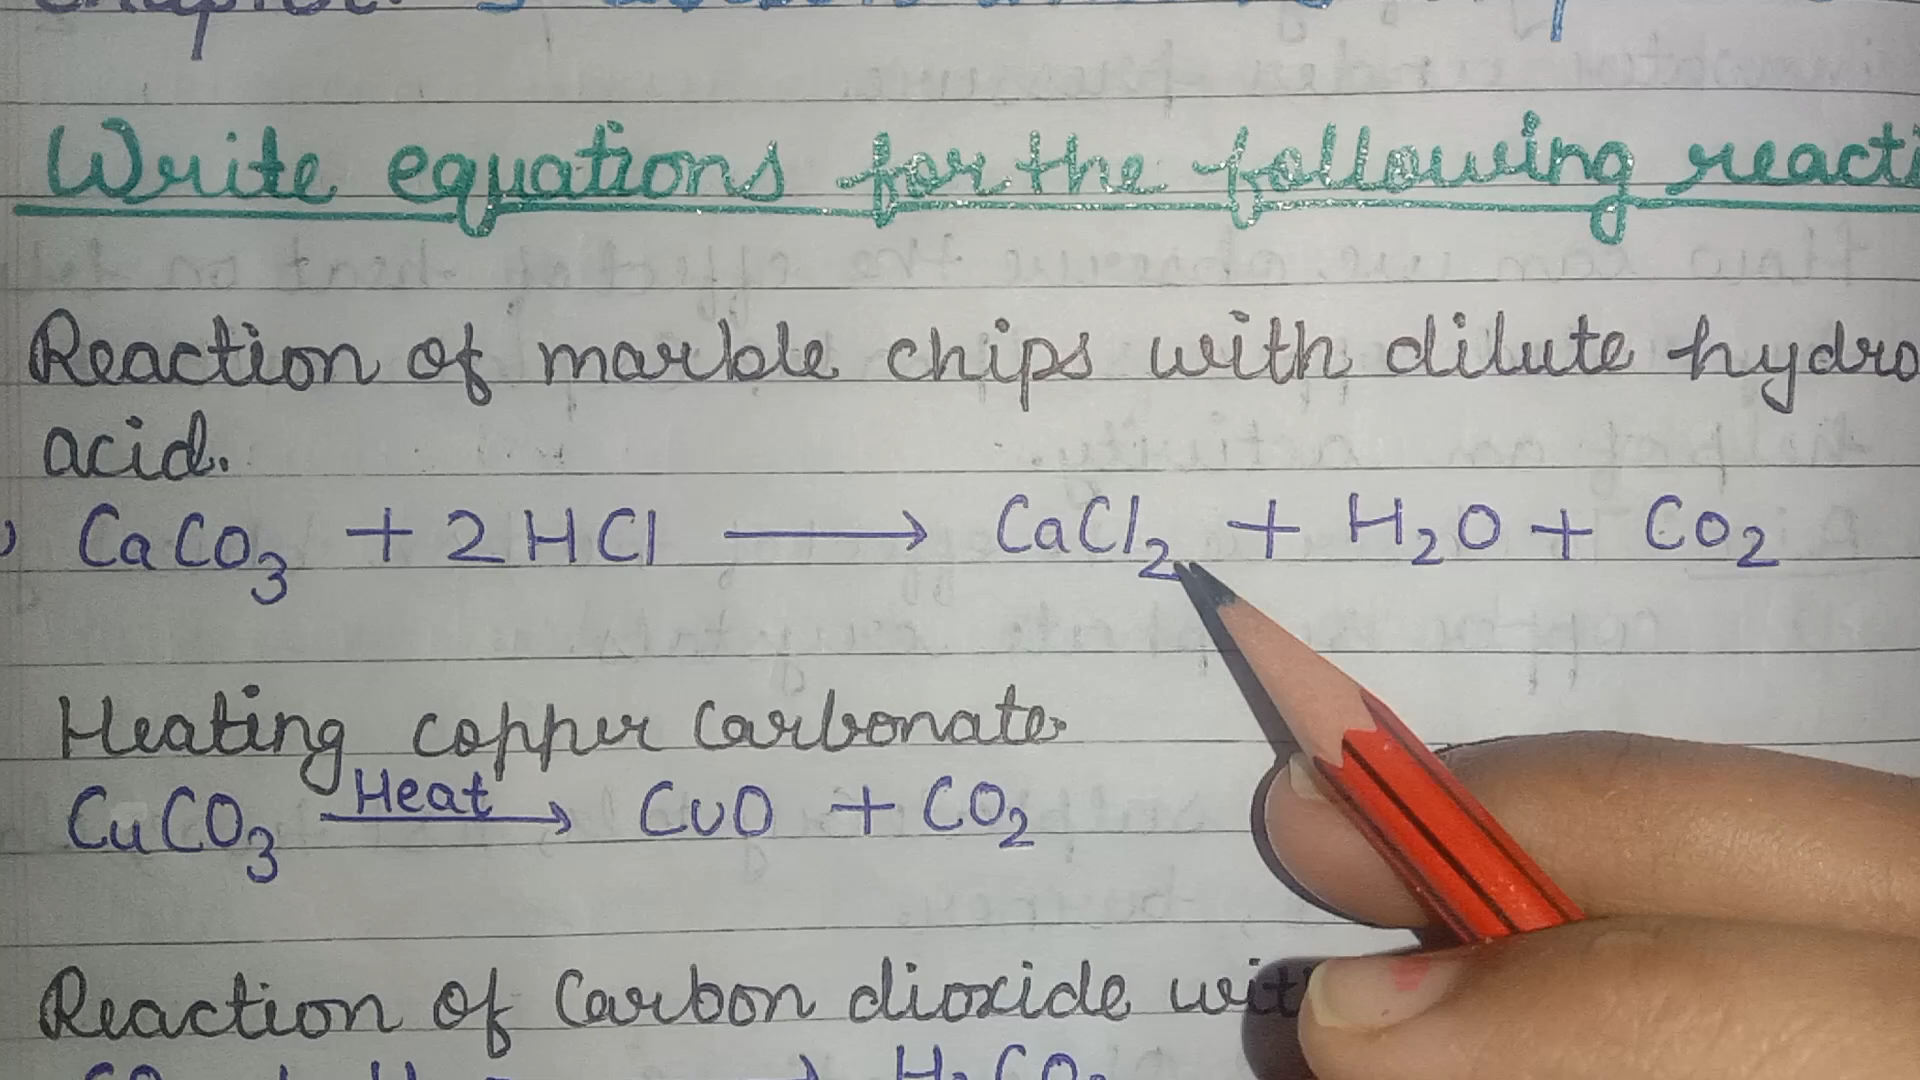 Write equations for the following reacti
Reaction of marble chips with dilute hydro
acid.
CaCO3 + 2HCl → CaCl2 + H2O + CO2
Heating copper carbonate.
CuCO3 Heat → CuO + CO2
Reaction of Carbon dioxide wit